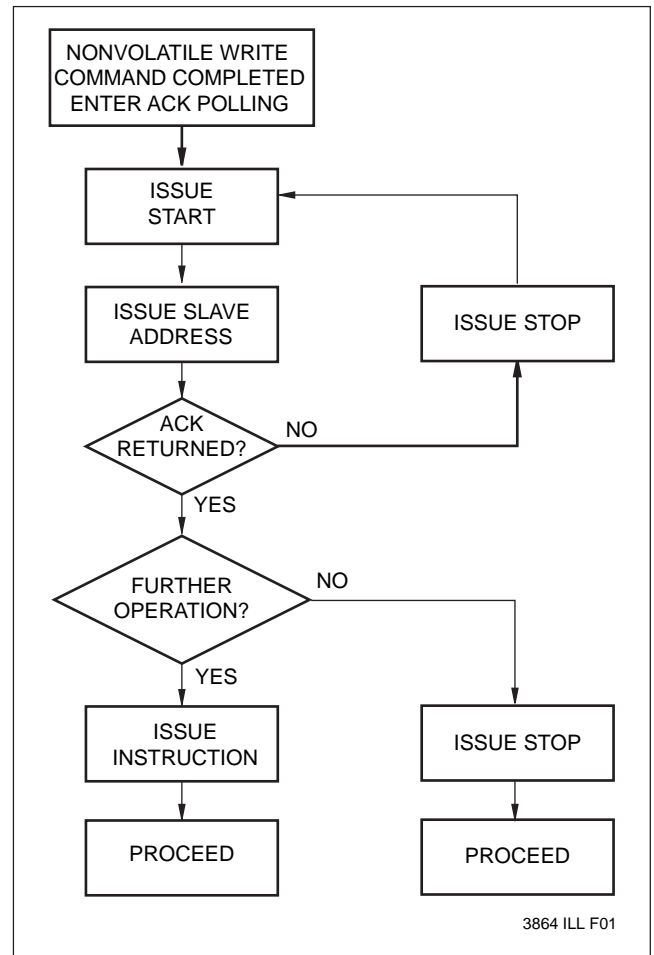 NONVOLATILE WRITE
COMMAND COMPLETED
ENTER ACK POLLING
ISSUE
START
ISSUE SLAVE
ADDRESS
ISSUE STOP
ACK
RETURNED?
NO
YES
FURTHER
OPERATION?
NO
YES
ISSUE
INSTRUCTION
ISSUE STOP
PROCEED
PROCEED
3864 ILL F01